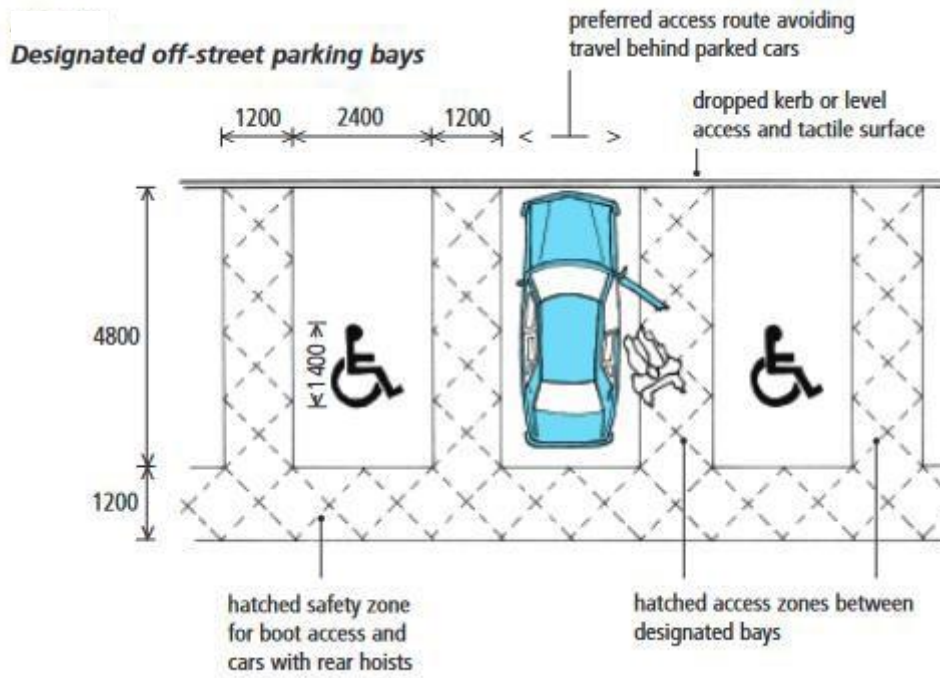 Designated off-street parking bays
preferred access route avoiding
travel behind parked cars
dropped kerb or level
access and tactile surface
1200
2400
1200
4800
1400
1200
hatched safety zone
for boot access and
cars with rear hoists
hatched access zones between
designated bays